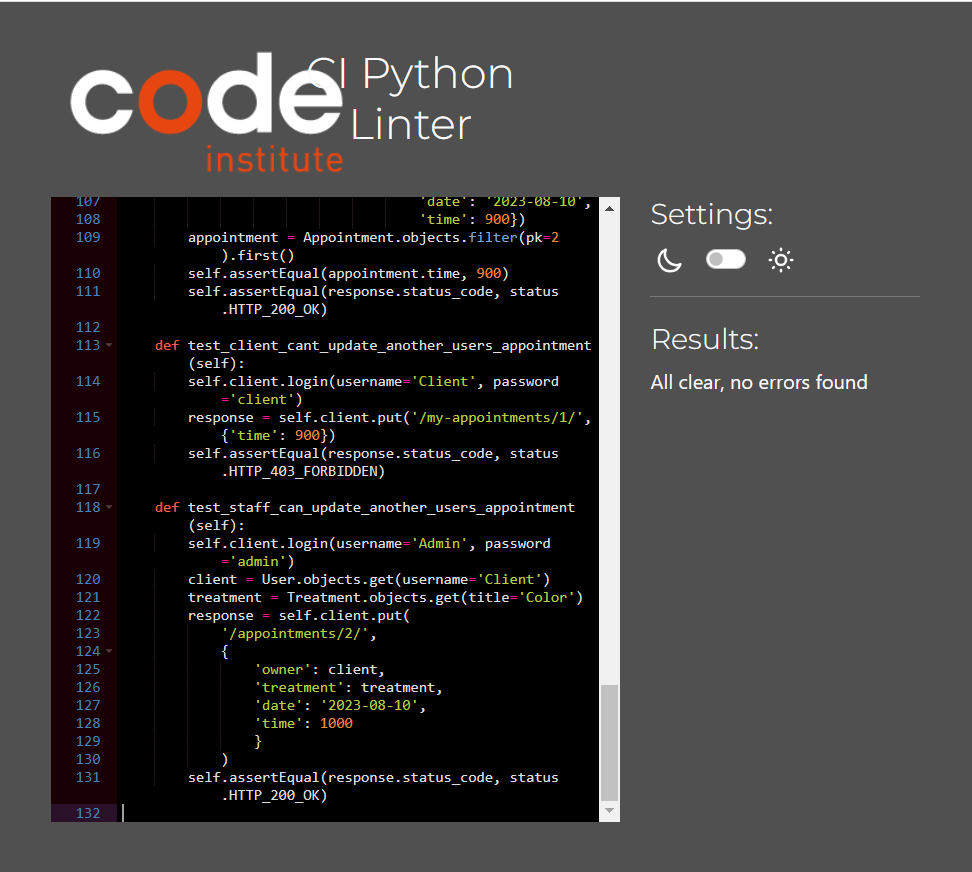 code
institute
CI Python
Linter
107 'date': '2023-08-10',
108 'time': 900})
109 appointment = Appointment.objects.filter(pk=2
).first()
110 self.assertEqual(appointment.time, 900)
111 self.assertEqual(response.status_code, status
.HTTP_200_OK)
112
113 def test_client_cant_update_another_users_appointment
(self):
114 self.client.login(username='Client', password
='client')
115 response = self.client.put('/my-appointments/1/',
{'time': 900})
116 self.assertEqual(response.status_code, status
.HTTP_403_FORBIDDEN)
117
118 def test_staff_can_update_another_users_appointment
(self):
119 self.client.login(username='Admin', password
='admin')
120 client = User.objects.get(username='Client')
121 treatment = Treatment.objects.get(title='Color')
122 response = self.client.put(
123 '/appointments/2/',
124 {
125 'owner': client,
126 'treatment': treatment,
127 'date': '2023-08-10',
128 'time': 1000
129 }
130 )
131 self.assertEqual(response.status_code, status
.HTTP_200_OK)
132
Settings:
Results:
All clear, no errors found